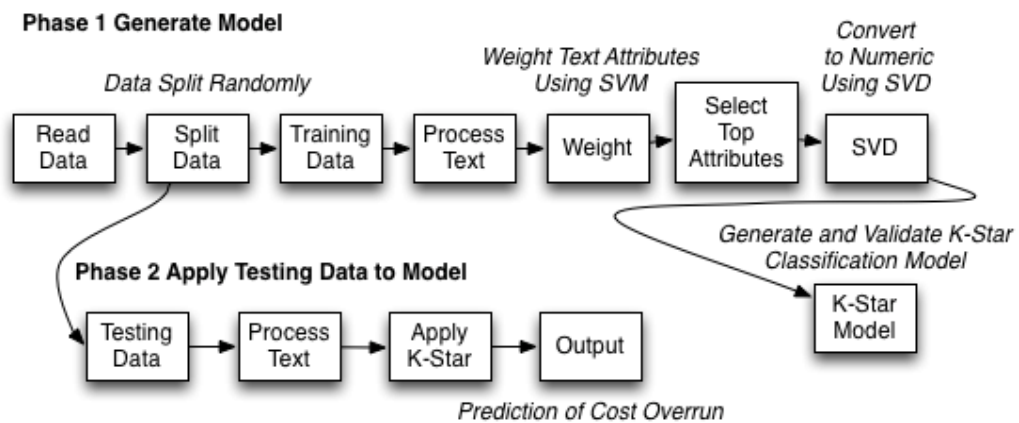 Phase 1 Generate Model
Data Split Randomly
Weight Text Attributes
Using SVM
Convert
to Numeric
Using SVD
Read
Data
Split
Data
Training
Data
Process
Text
Weight
Select
Top
Attributes
SVD
Generate and Validate K-Star
Classification Model
K-Star
Model
Phase 2 Apply Testing Data to Model
Testing
Data
Process
Text
Apply
K-Star
Output
Prediction of Cost Overrun